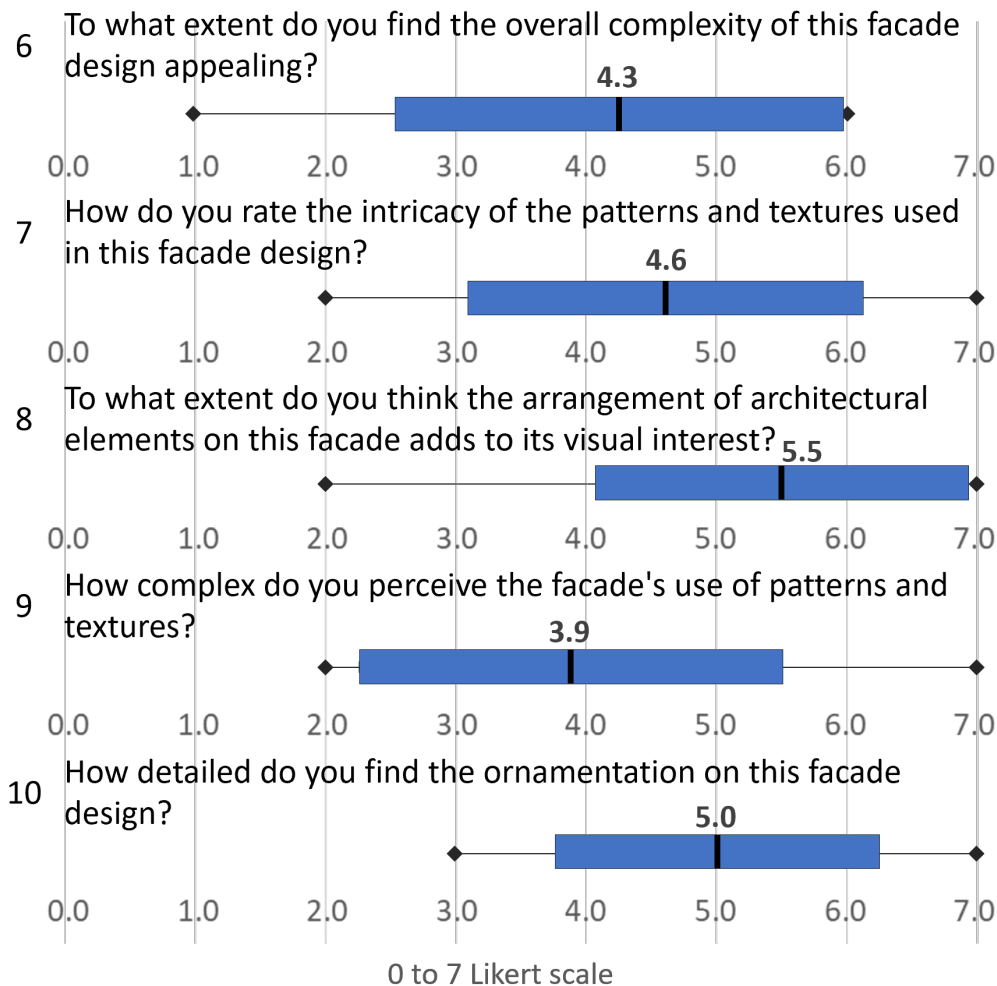 6
To what extent do you find the overall complexity of this facade
design appealing?
4.3
0.0 1.0 2.0 3.0 4.0 5.0 6.0 7.0
7
How do you rate the intricacy of the patterns and textures used
in this facade design?
4.6
0.0 1.0 2.0 3.0 4.0 5.0 6.0 7.0
8
To what extent do you think the arrangement of architectural
elements on this facade adds to its visual interest?
5.5
0.0 1.0 2.0 3.0 4.0 5.0 6.0 7.0
9
How complex do you perceive the facade's use of patterns and
textures?
3.9
0.0 1.0 2.0 3.0 4.0 5.0 6.0 7.0
10
How detailed do you find the ornamentation on this facade
design?
5.0
0.0 1.0 2.0 3.0 4.0 5.0 6.0 7.0
0 to 7 Likert scale